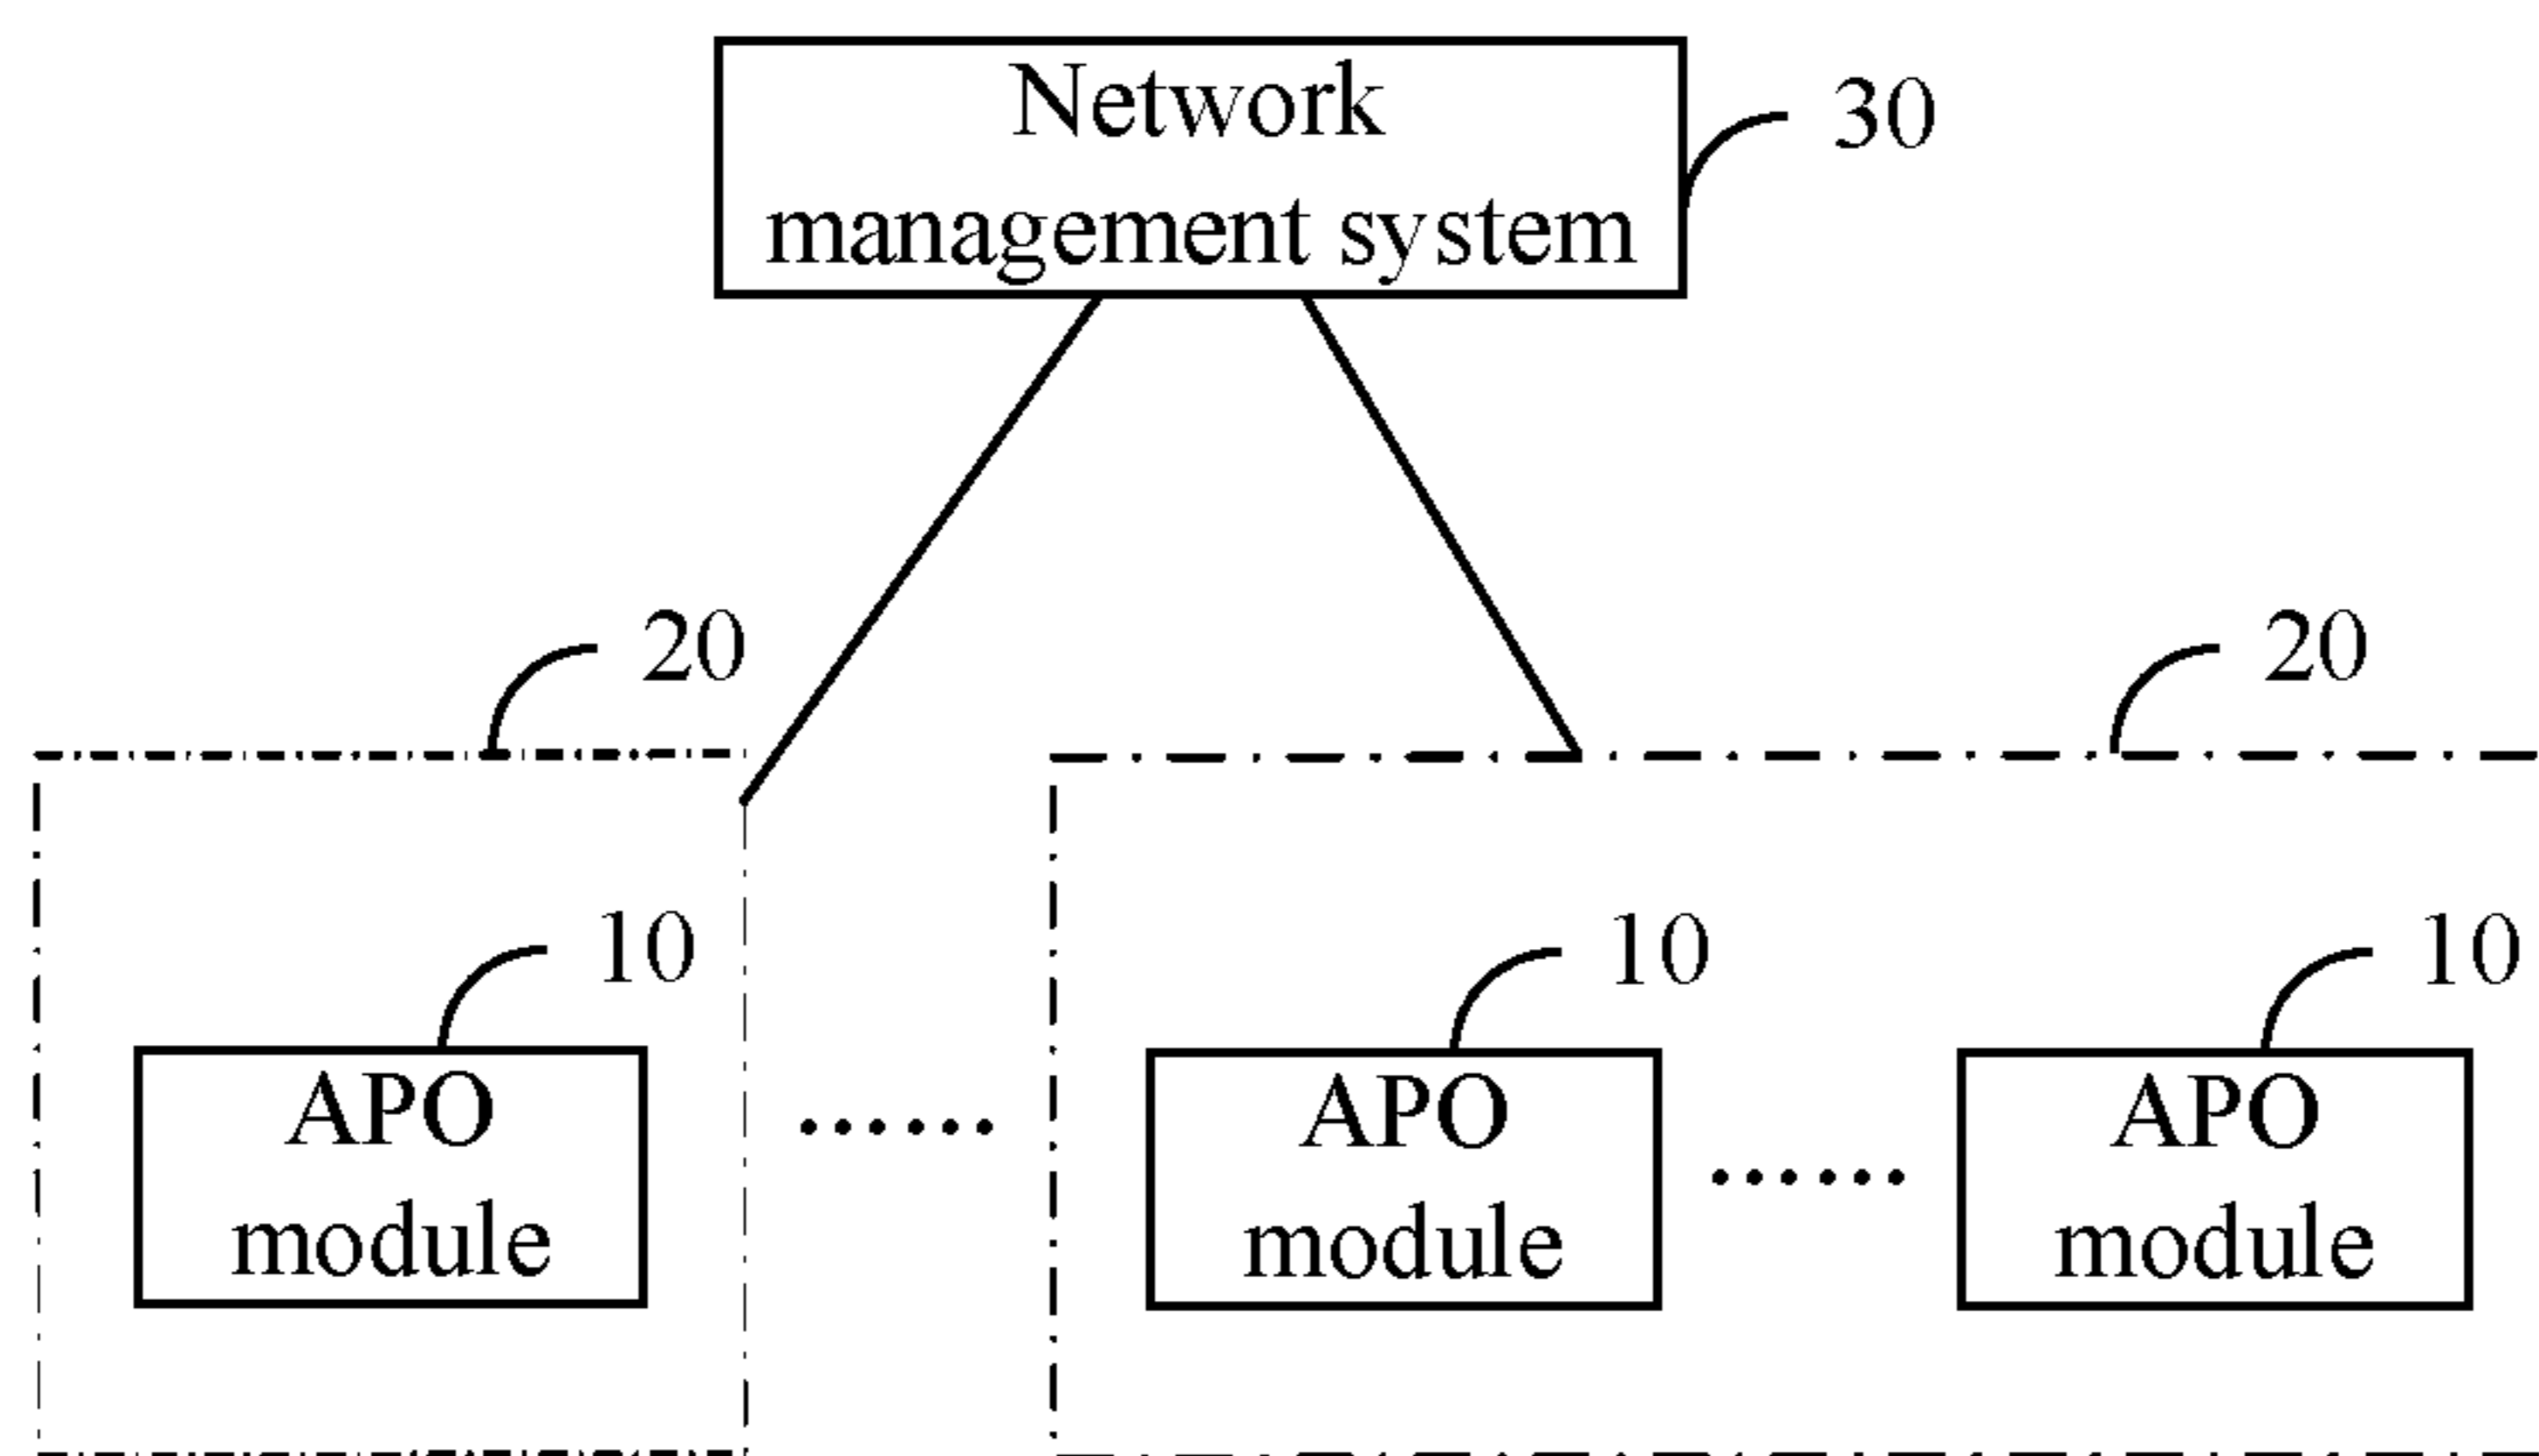 Network
management system
30
20
20
10
10
10
APO
module
......
APO
module
......
APO
module